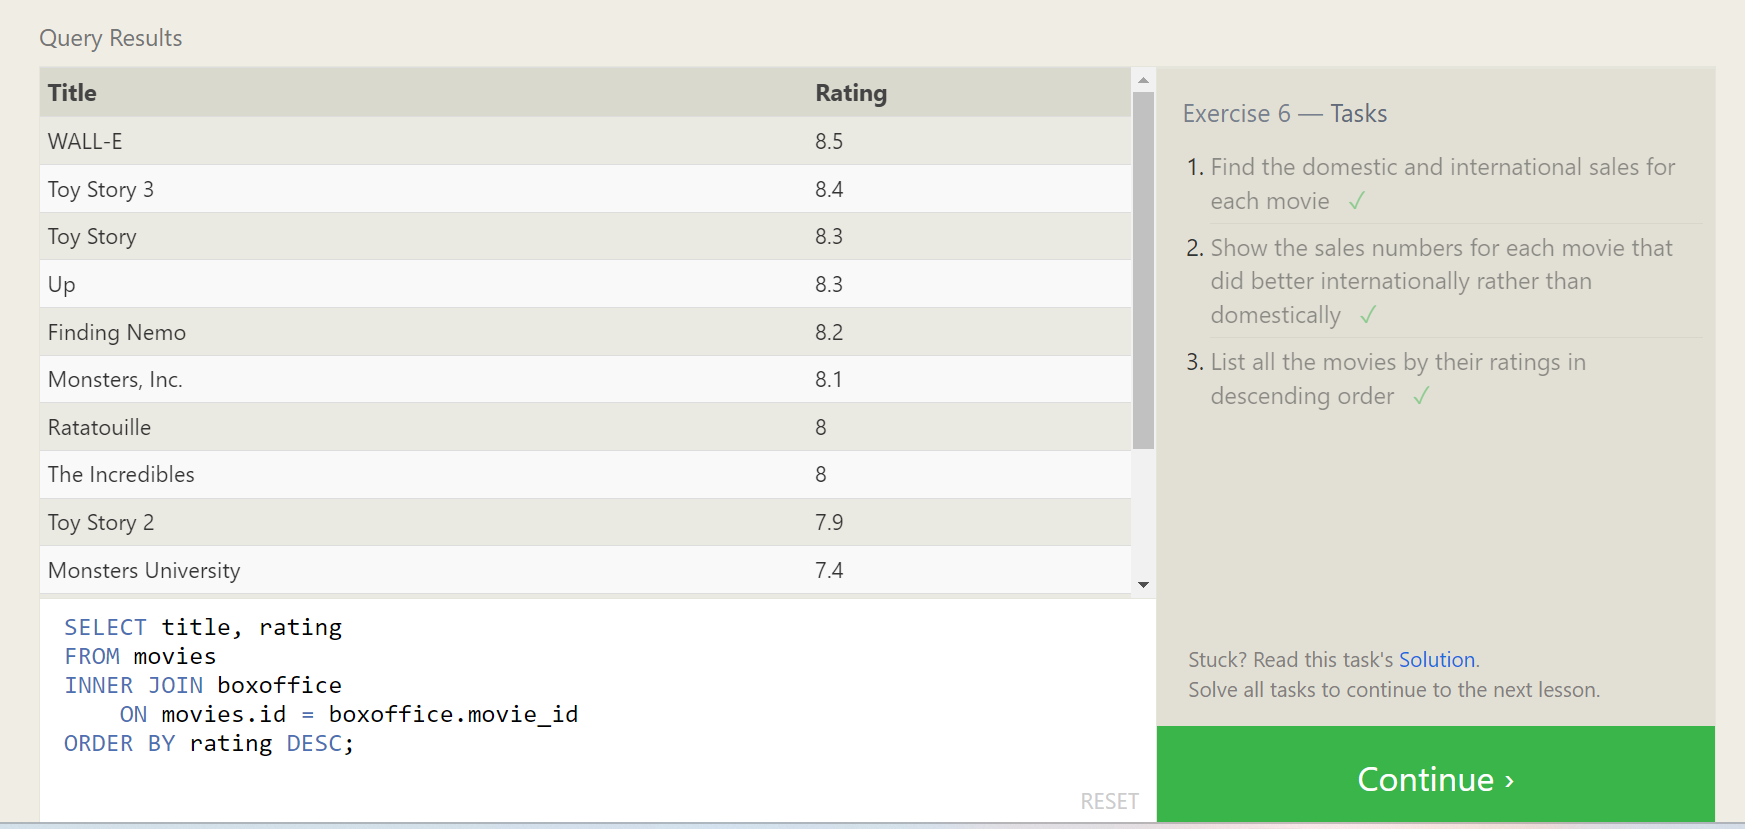 Query Results
Title Rating
WALL-E 8.5
Toy Story 3 8.4
Toy Story 8.3
Up 8.3
Finding Nemo 8.2
Monsters, Inc. 8.1
Ratatouille 8
The Incredibles 8
Toy Story 2 7.9
Monsters University 7.4
SELECT title, rating
FROM movies
INNER JOIN boxoffice
    ON movies.id = boxoffice.movie_id
ORDER BY rating DESC;
RESET
Exercise 6 — Tasks
1. Find the domestic and international sales for
each movie ✓
2. Show the sales numbers for each movie that
did better internationally rather than
domestically ✓
3. List all the movies by their ratings in
descending order ✓
Stuck? Read this task's Solution.
Solve all tasks to continue to the next lesson.
Continue ›